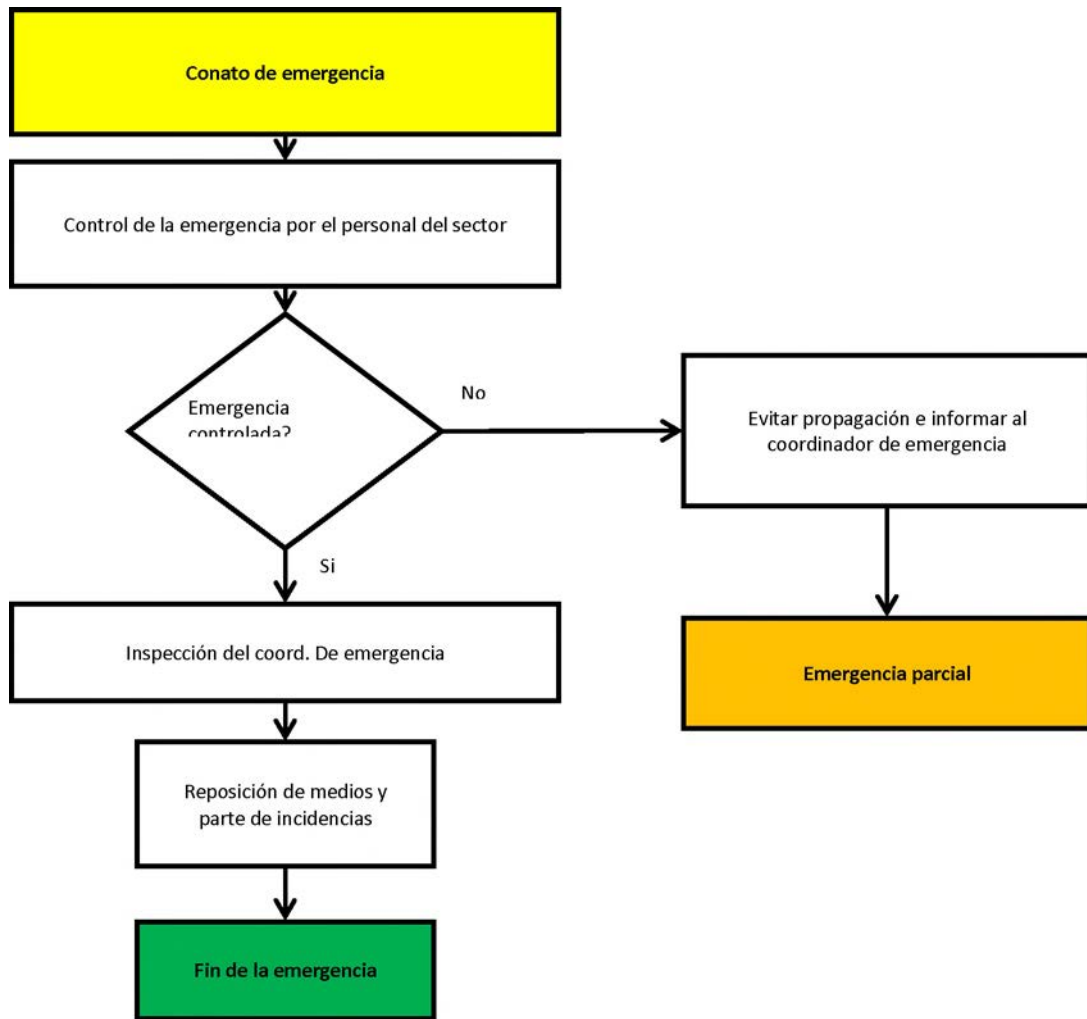 Conato de emergencia
Control de la emergencia por el personal del sector
No
Emergencia
controlada?
Evitar propagación e informar al
coordinador de emergencia
Si
Inspección del coord. De emergencia
Emergencia parcial
Reposición de medios y
parte de incidencias
Fin de la emergencia